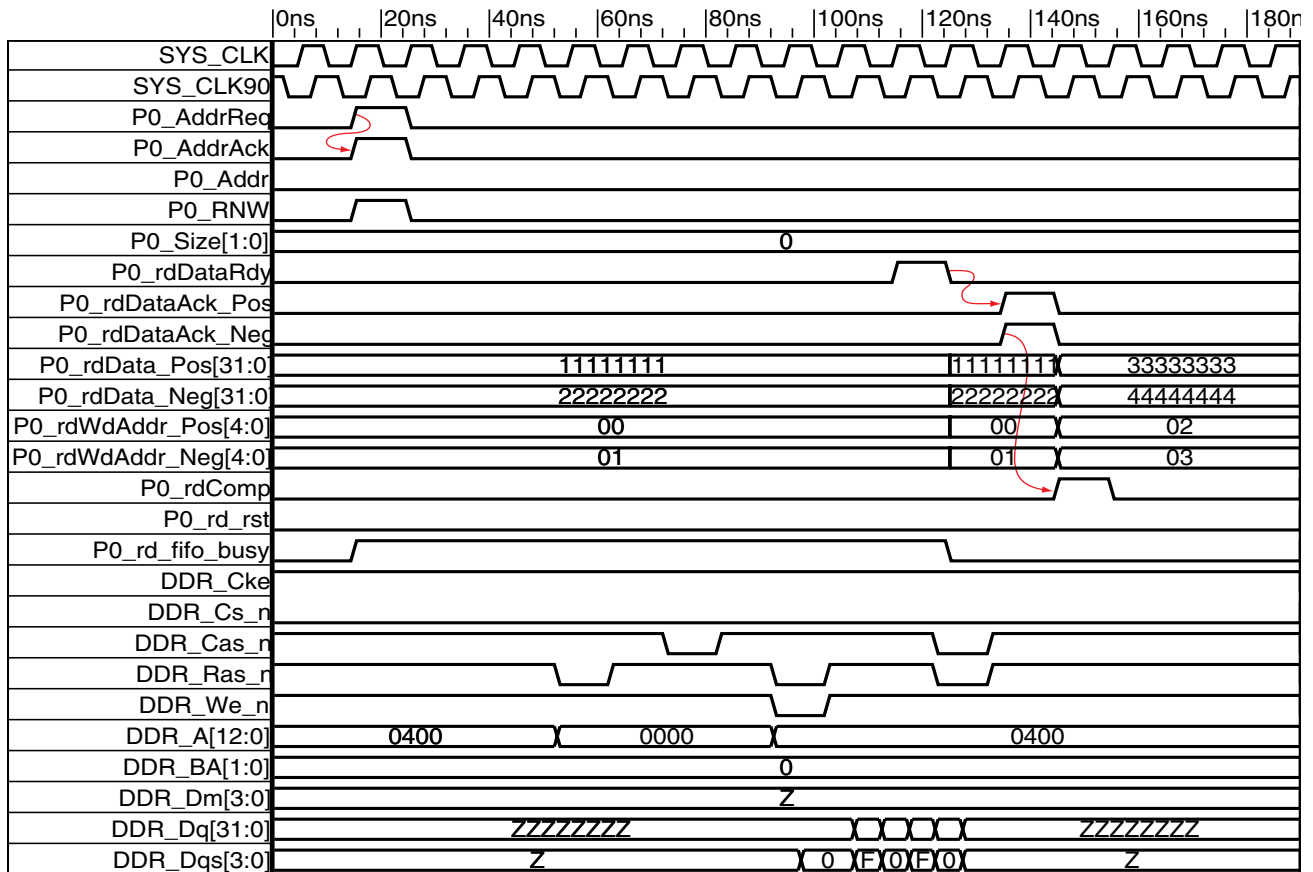 0ns 20ns 40ns 60ns 80ns 100ns 120ns 140ns 160ns 180n
SYS_CLK
SYS_CLK90
P0_AddrReq
P0_AddrAck
P0_Addr
P0_RNW
P0_Size[1:0] 0
P0_rdDataRdy
P0_rdDataAck_Pos
P0_rdDataAck_Neg
P0_rdData_Pos[31:0] 11111111 11111111 33333333
P0_rdData_Neg[31:0 22222222 22222222 44444444
P0_rdWdAddr_Pos[4:0] 00 00 02
P0_rdWdAddr_Neg[4:0] 01 01 03
P0_rdComp
P0_rd_rst
P0_rd_fifo_busy
DDR_Cke
DDR_Cs_n
DDR_Cas_n
DDR_Ras_n
DDR_We_n
DDR_A[12:0] 0400 0000 0400
DDR_BA[1:0] 0
DDR_Dm[3:0] Z
DDR_Dq[31:0] ZZZZZZZZ ZZZZZZZZ
DDR_Dqs[3:0] Z 0 F 0 F 0 Z